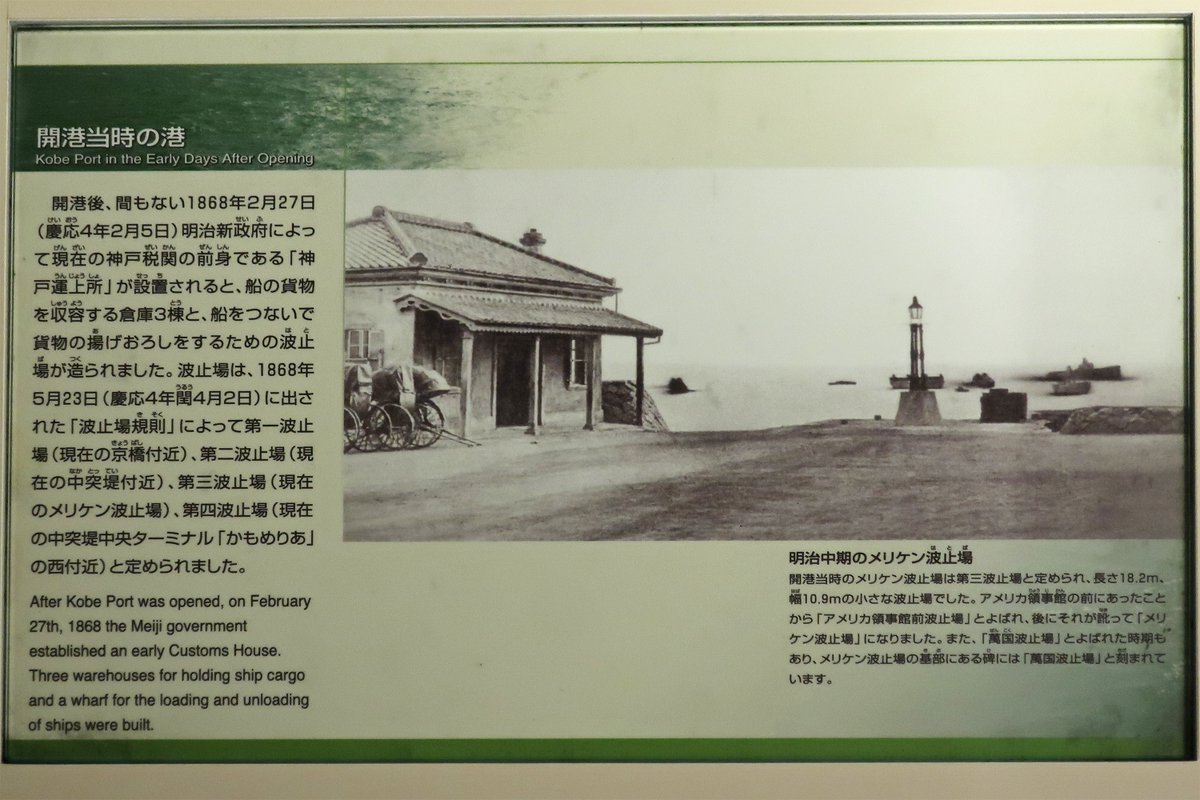 開港当時の港
Kobe Port in the Early Days After Opening
開港後、間もない1868年2月27日
（慶応4年2月5日）明治新政府によっ
て現在の神戸税関の前身である「神
戸運上所」が設置されると、船の貨物
を収容する倉庫3棟と、船をつないで
貨物の揚げおろしをするための波止
場が造られました。波止場は、1868年
5月23日（慶応4年閏4月2日）に出さ
れた「波止場規則」によって第一波止
場（現在の京橋付近）、第二波止場（現
在の中突堤付近）、第三波止場（現在
のメリケン波止場）、第四波止場（現在
の中突堤中央ターミナル「かもめりあ」
の西付近）と定められました。
After Kobe Port was opened, on February
27th, 1868 the Meiji government
established an early Customs House.
Three warehouses for holding ship cargo
and a wharf for the loading and unloading
of ships were built.
明治中期のメリケン波止場
開港当時のメリケン波止場は第三波止場と定められ、長さ18.2m、
幅10.9mの小さな波止場でした。アメリカ領事館の前にあったこと
から「アメリカ領事館前波止場」とよばれ、後にそれが訛って「メリ
ケン波止場」になりました。また、「萬国波止場」とよばれた時期も
あり、メリケン波止場の基部にある碑には「萬国波止場」と刻まれて
います。